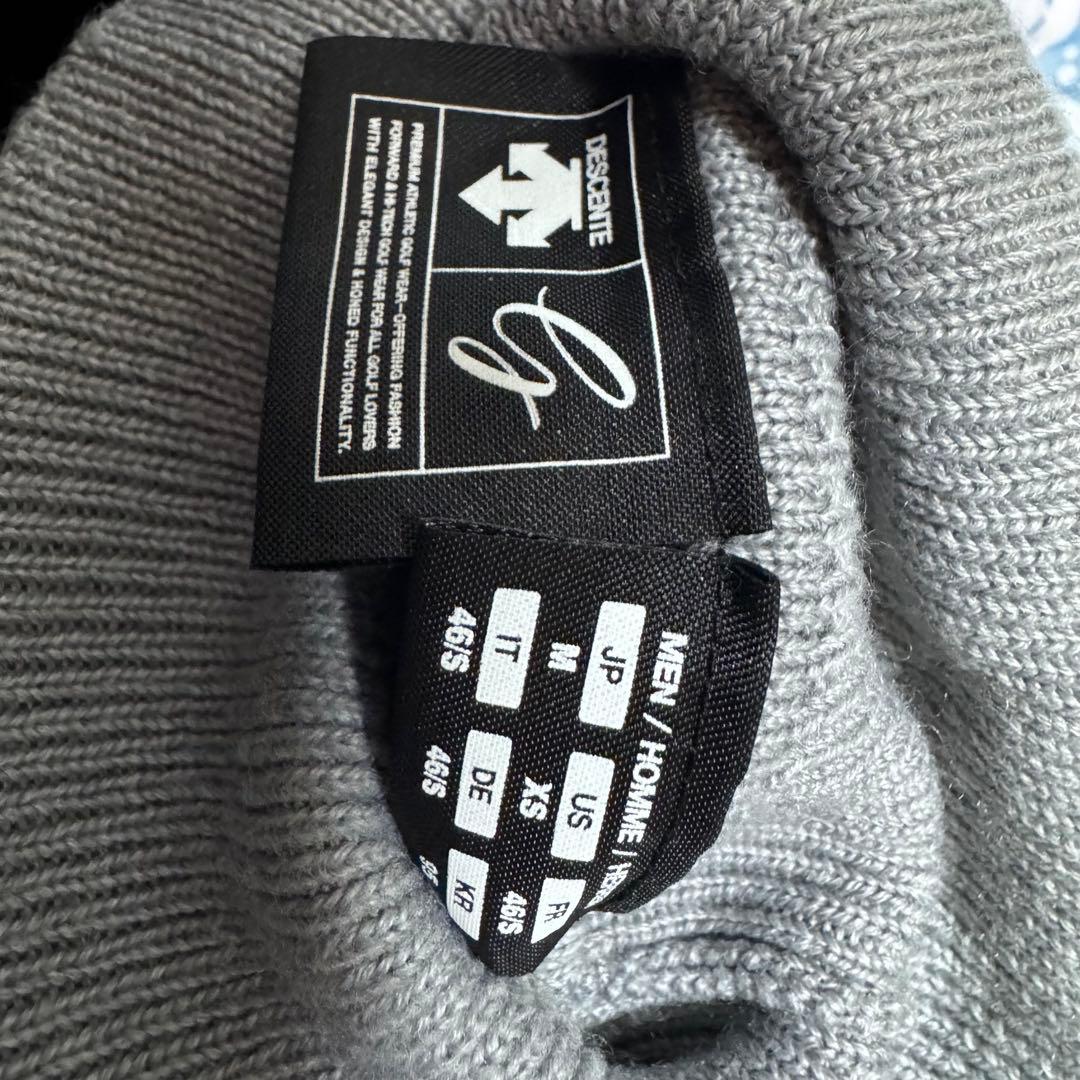 DESCENTE
PREMIUM ATHLETIC GOLF WEAR—OFFERING FASHION
FORWARD & HI-TECH GOLF WEAR FOR ALL GOLF LOVERS
WITH ELEGANT DESIGN & HONED FUNCTIONALITY.
MEN / HOMME /
JP US FR
M XS 46/S
IT DE KR
46/S 46/S